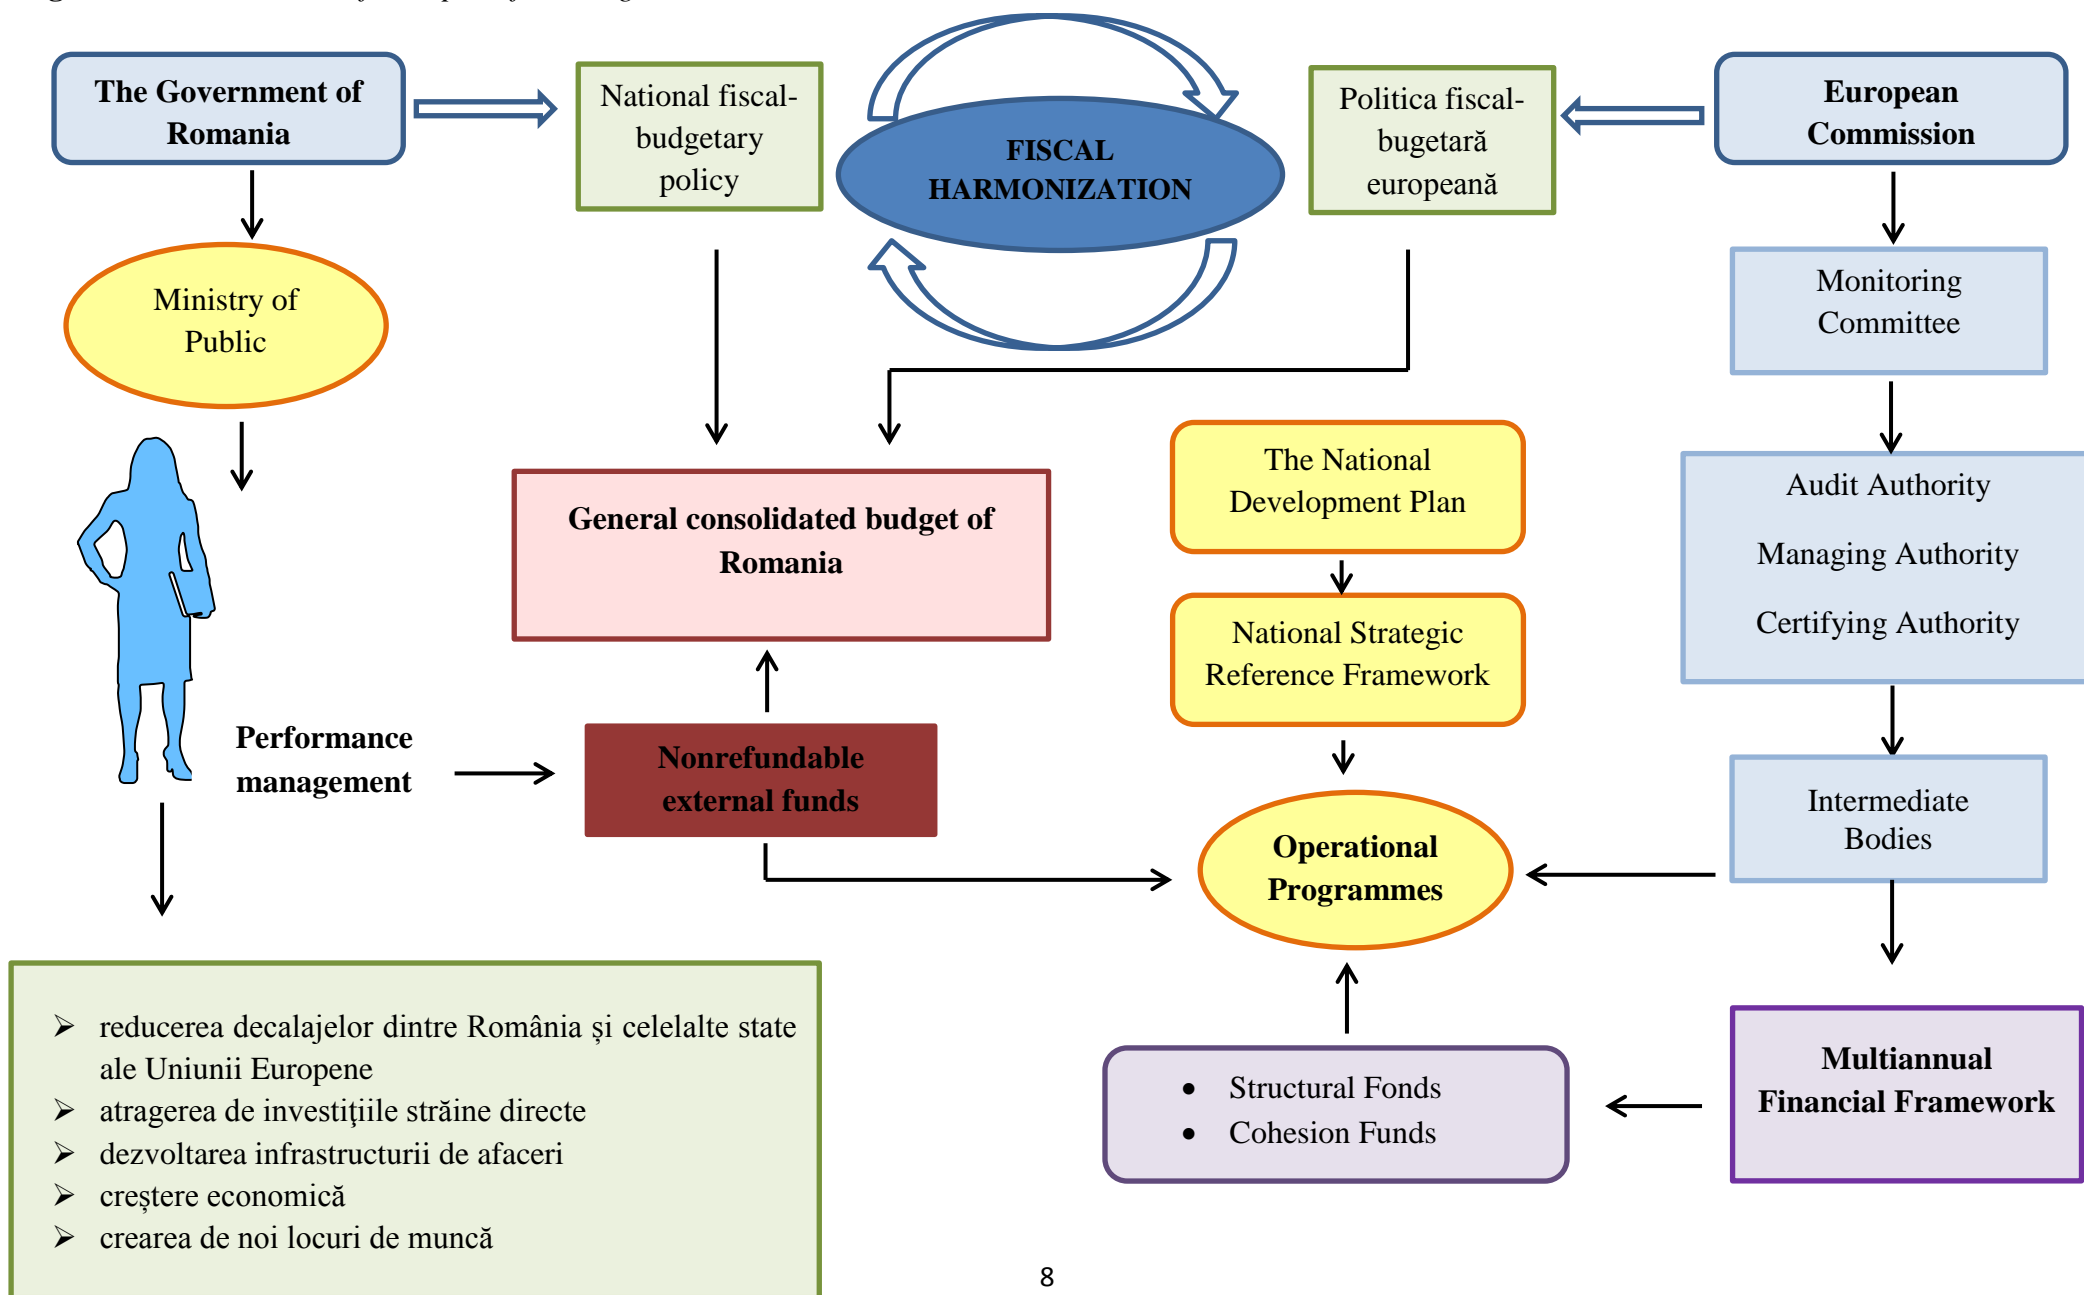 The Government of
Romania
National fiscal-
budgetary
policy
FISCAL
HARMONIZATION
Politica fiscal-
bugetară
europeană
European
Commission
Ministry of
Public
Monitoring
Committee
General consolidated budget of
Romania
The National
Development Plan
Audit Authority
Managing Authority
Certifying Authority
National Strategic
Reference Framework
Performance
management
Nonrefundable
external funds
Operational
Programmes
Intermediate
Bodies
➢ reducerea decalajelor dintre România și celelalte state
ale Uniunii Europene
➢ atragerea de investiţiile străine directe
➢ dezvoltarea infrastructurii de afaceri
➢ creștere economică
➢ crearea de noi locuri de muncă
• Structural Fonds
• Cohesion Funds
Multiannual
Financial Framework
8